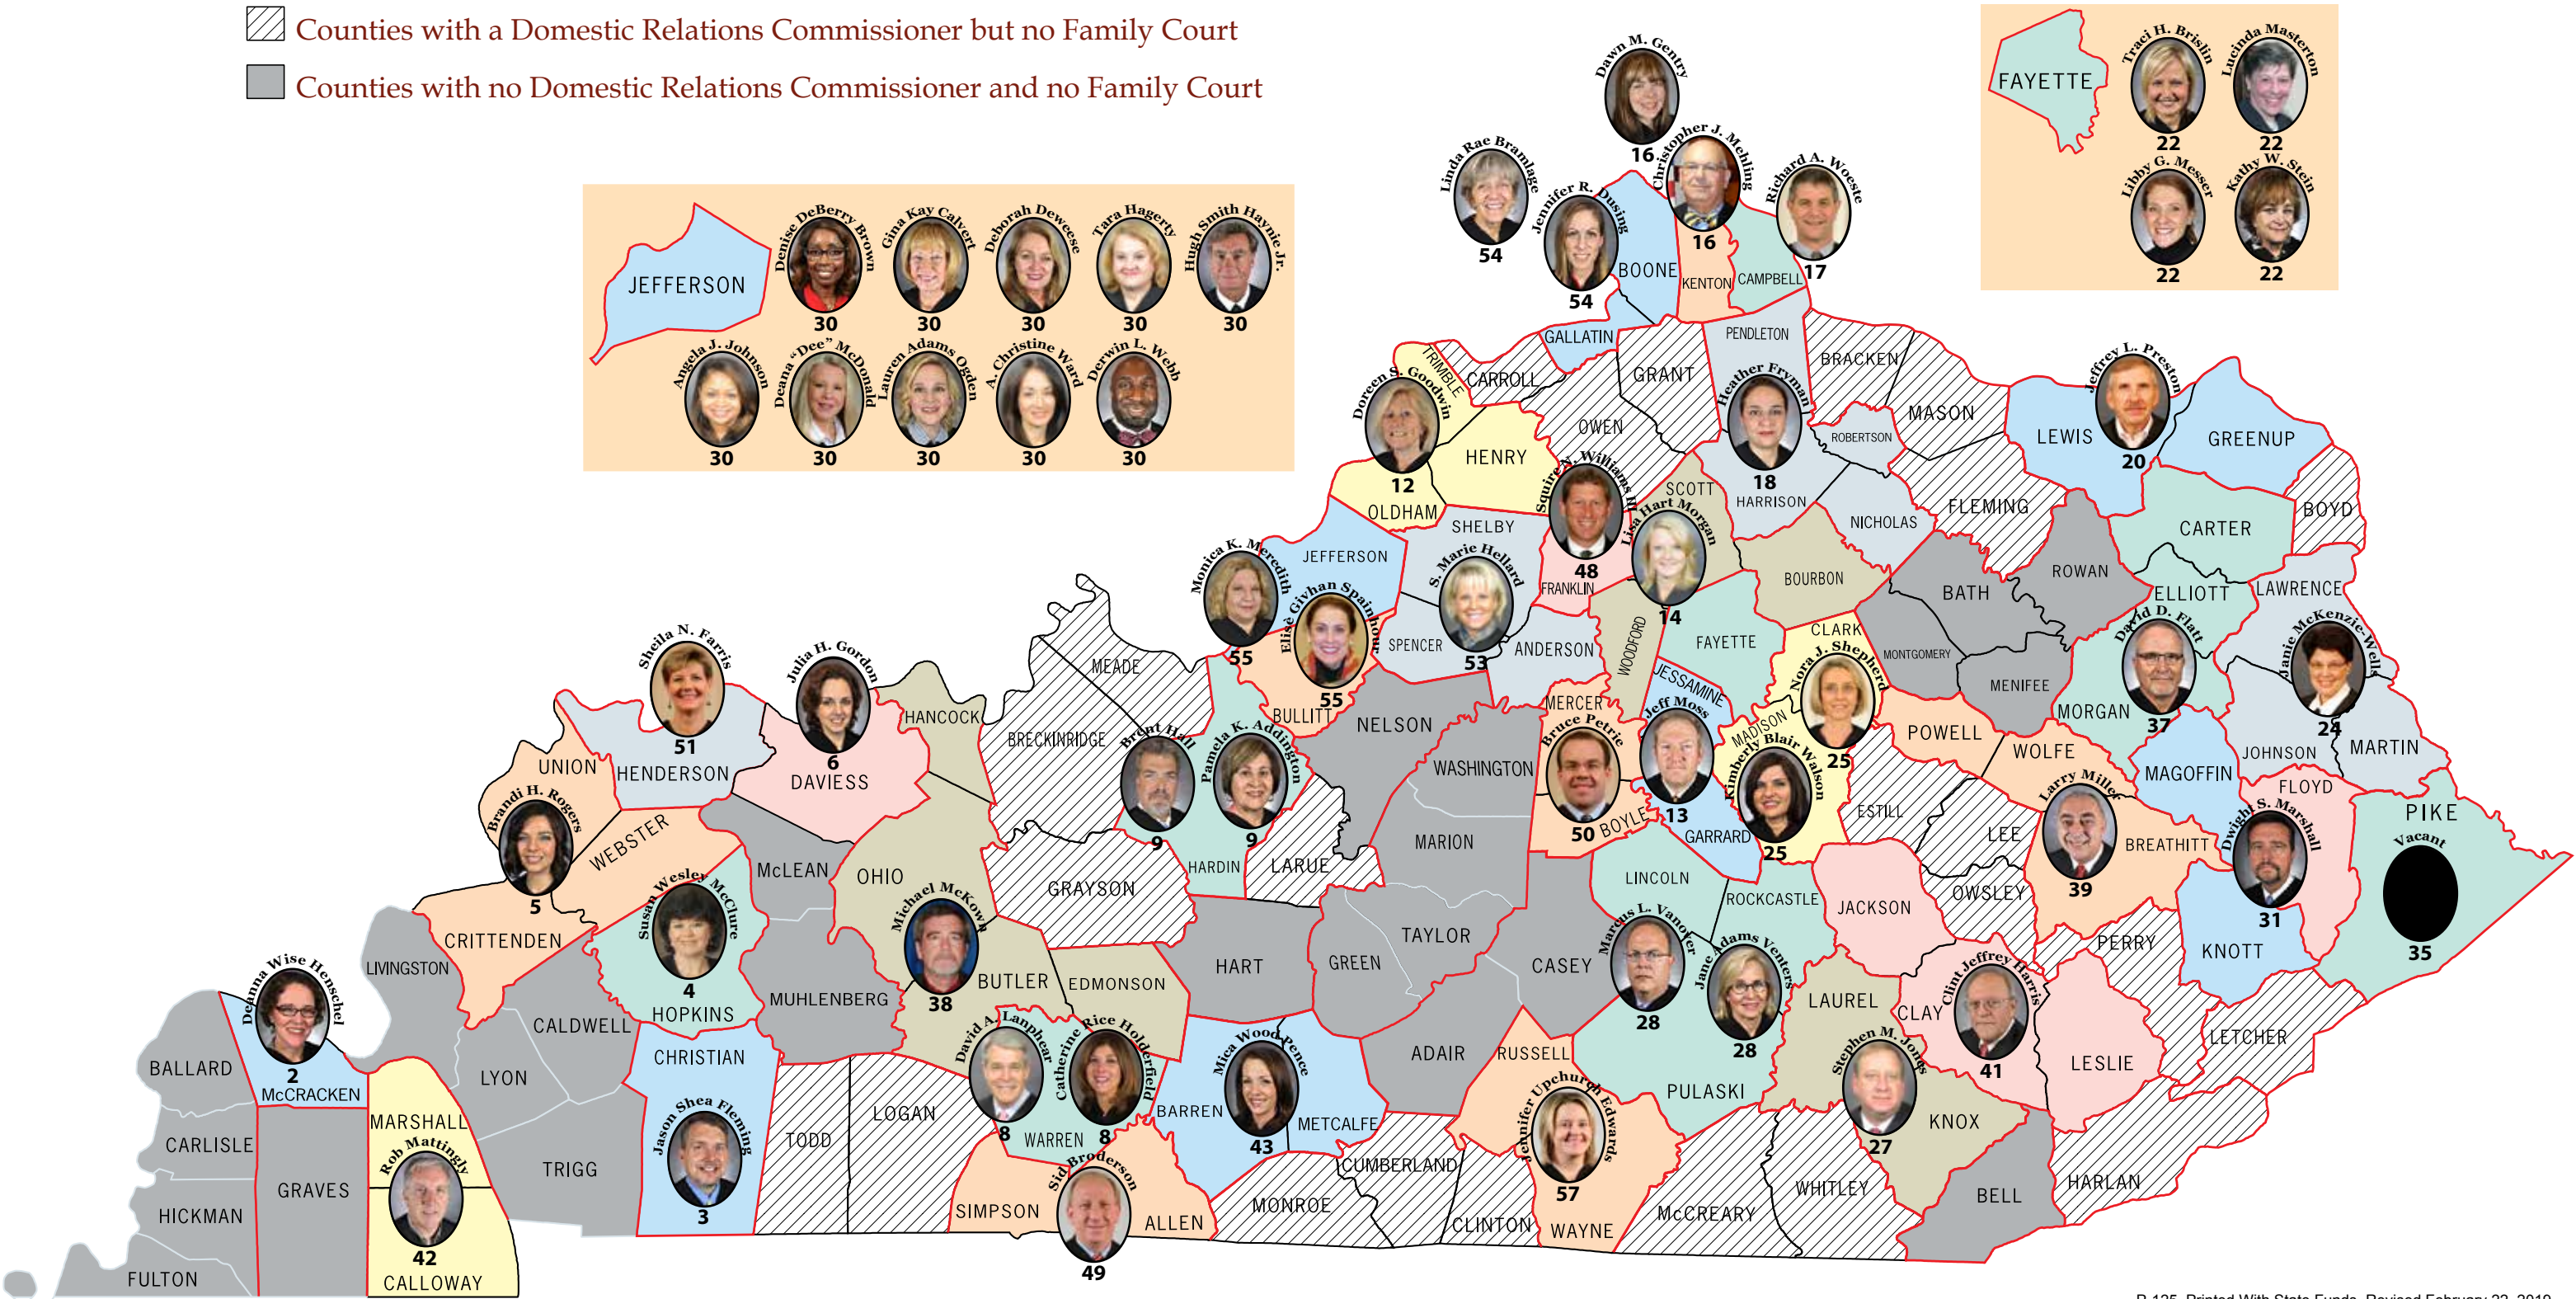 Counties with a Domestic Relations Commissioner but no Family Court
Counties with no Domestic Relations Commissioner and no Family Court
FAYETTE
Traci H. Brislin
22
Lucinda Masterton
22
Libby G. Messer
22
Kathy W. Stein
22
JEFFERSON
Denise DeBerry Brown
30
Gina Kay Calvert
30
Deborah Deweese
30
Tara Hagerty
30
Hugh Smith Haynie Jr.
30
Angela J. Johnson
30
Deana "Dee" McDonald
30
Lauren Adams Ogden
30
A. Christine Ward
30
Derwin L. Webb
30
Dawn M. Gentry
16
Christopher J. Mehling
16
Linda Rae Bramlage
54
Jennifer R. Dusing
54
Richard A. Woeste
17
BOONE
KENTON
CAMPBELL
GALLATIN
PENDLETON
TRIMBLE
CARROLL
GRANT
BRACKEN
OWEN
MASON
ROBERTSON
Doreen S. Goodwin
12
HENRY
OLDHAM
Heather Fryman
18
HARRISON
Jeffrey L. Preston
20
LEWIS
GREENUP
BOYD
CARTER
FLEMING
NICHOLAS
SCOTT
Squire N. Williams III
48
FRANKLIN
Lisa Hart Morgan
14
SHELBY
JEFFERSON
S. Marie Hellard
53
SPENCER
ANDERSON
WOODFORD
BOURBON
FAYETTE
BATH
ROWAN
ELLIOTT
LAWRENCE
Monica K. Meredith
55
Elise Givhan Spainhour
55
BULLITT
CLARK
MONTGOMERY
MENIFEE
David D. Flatt
37
MORGAN
Janie McKenzie-Wells
24
JOHNSON
MARTIN
Nora J. Shepherd
25
MADISON
Kimberly Blair Walson
25
JESSAMINE
Jeff Moss
13
GARRARD
MERCER
Bruce Petrie
50
BOYLE
POWELL
WOLFE
MAGOFFIN
FLOYD
PIKE
Vacant
35
ESTILL
LEE
Larry Miller
39
BREATHITT
Dwight S. Marshall
31
KNOTT
OWSLEY
PERRY
LETCHER
Sheila N. Farris
51
HENDERSON
Julia H. Gordon
6
DAVIESS
HANCOCK
MEADE
BRECKINRIDGE
Brent Hall
9
Pamela K. Addington
9
HARDIN
LARUE
NELSON
WASHINGTON
MARION
UNION
Brandi H. Rogers
5
WEBSTER
McLEAN
OHIO
GRAYSON
CRITTENDEN
LIVINGSTON
Susan Wesley McClure
4
HOPKINS
Michael McKown
38
BUTLER
EDMONSON
MUHLENBERG
HART
GREEN
TAYLOR
CASEY
ADAIR
LINCOLN
ROCKCASTLE
Marcus L. Vanover
28
Jane Adams Venters
28
PULASKI
JACKSON
LAUREL
CLAY
Clint Jeffrey Harris
41
LESLIE
Stephen M. Jones
27
KNOX
WHITLEY
BELL
HARLAN
Deanna Wise Henschel
2
McCRACKEN
BALLARD
CARLISLE
HICKMAN
FULTON
GRAVES
MARSHALL
Rob Mattingly
42
CALLOWAY
LYON
CALDWELL
TRIGG
CHRISTIAN
Jason Shea Fleming
3
TODD
LOGAN
David A. Lanphear
8
Catherine Rice Holderfield
8
WARREN
SIMPSON
Sid Broderson
49
ALLEN
BARREN
Mica Wood Pence
43
METCALFE
MONROE
CUMBERLAND
CLINTON
RUSSELL
Jennifer Upchurch Edwards
57
WAYNE
McCREARY